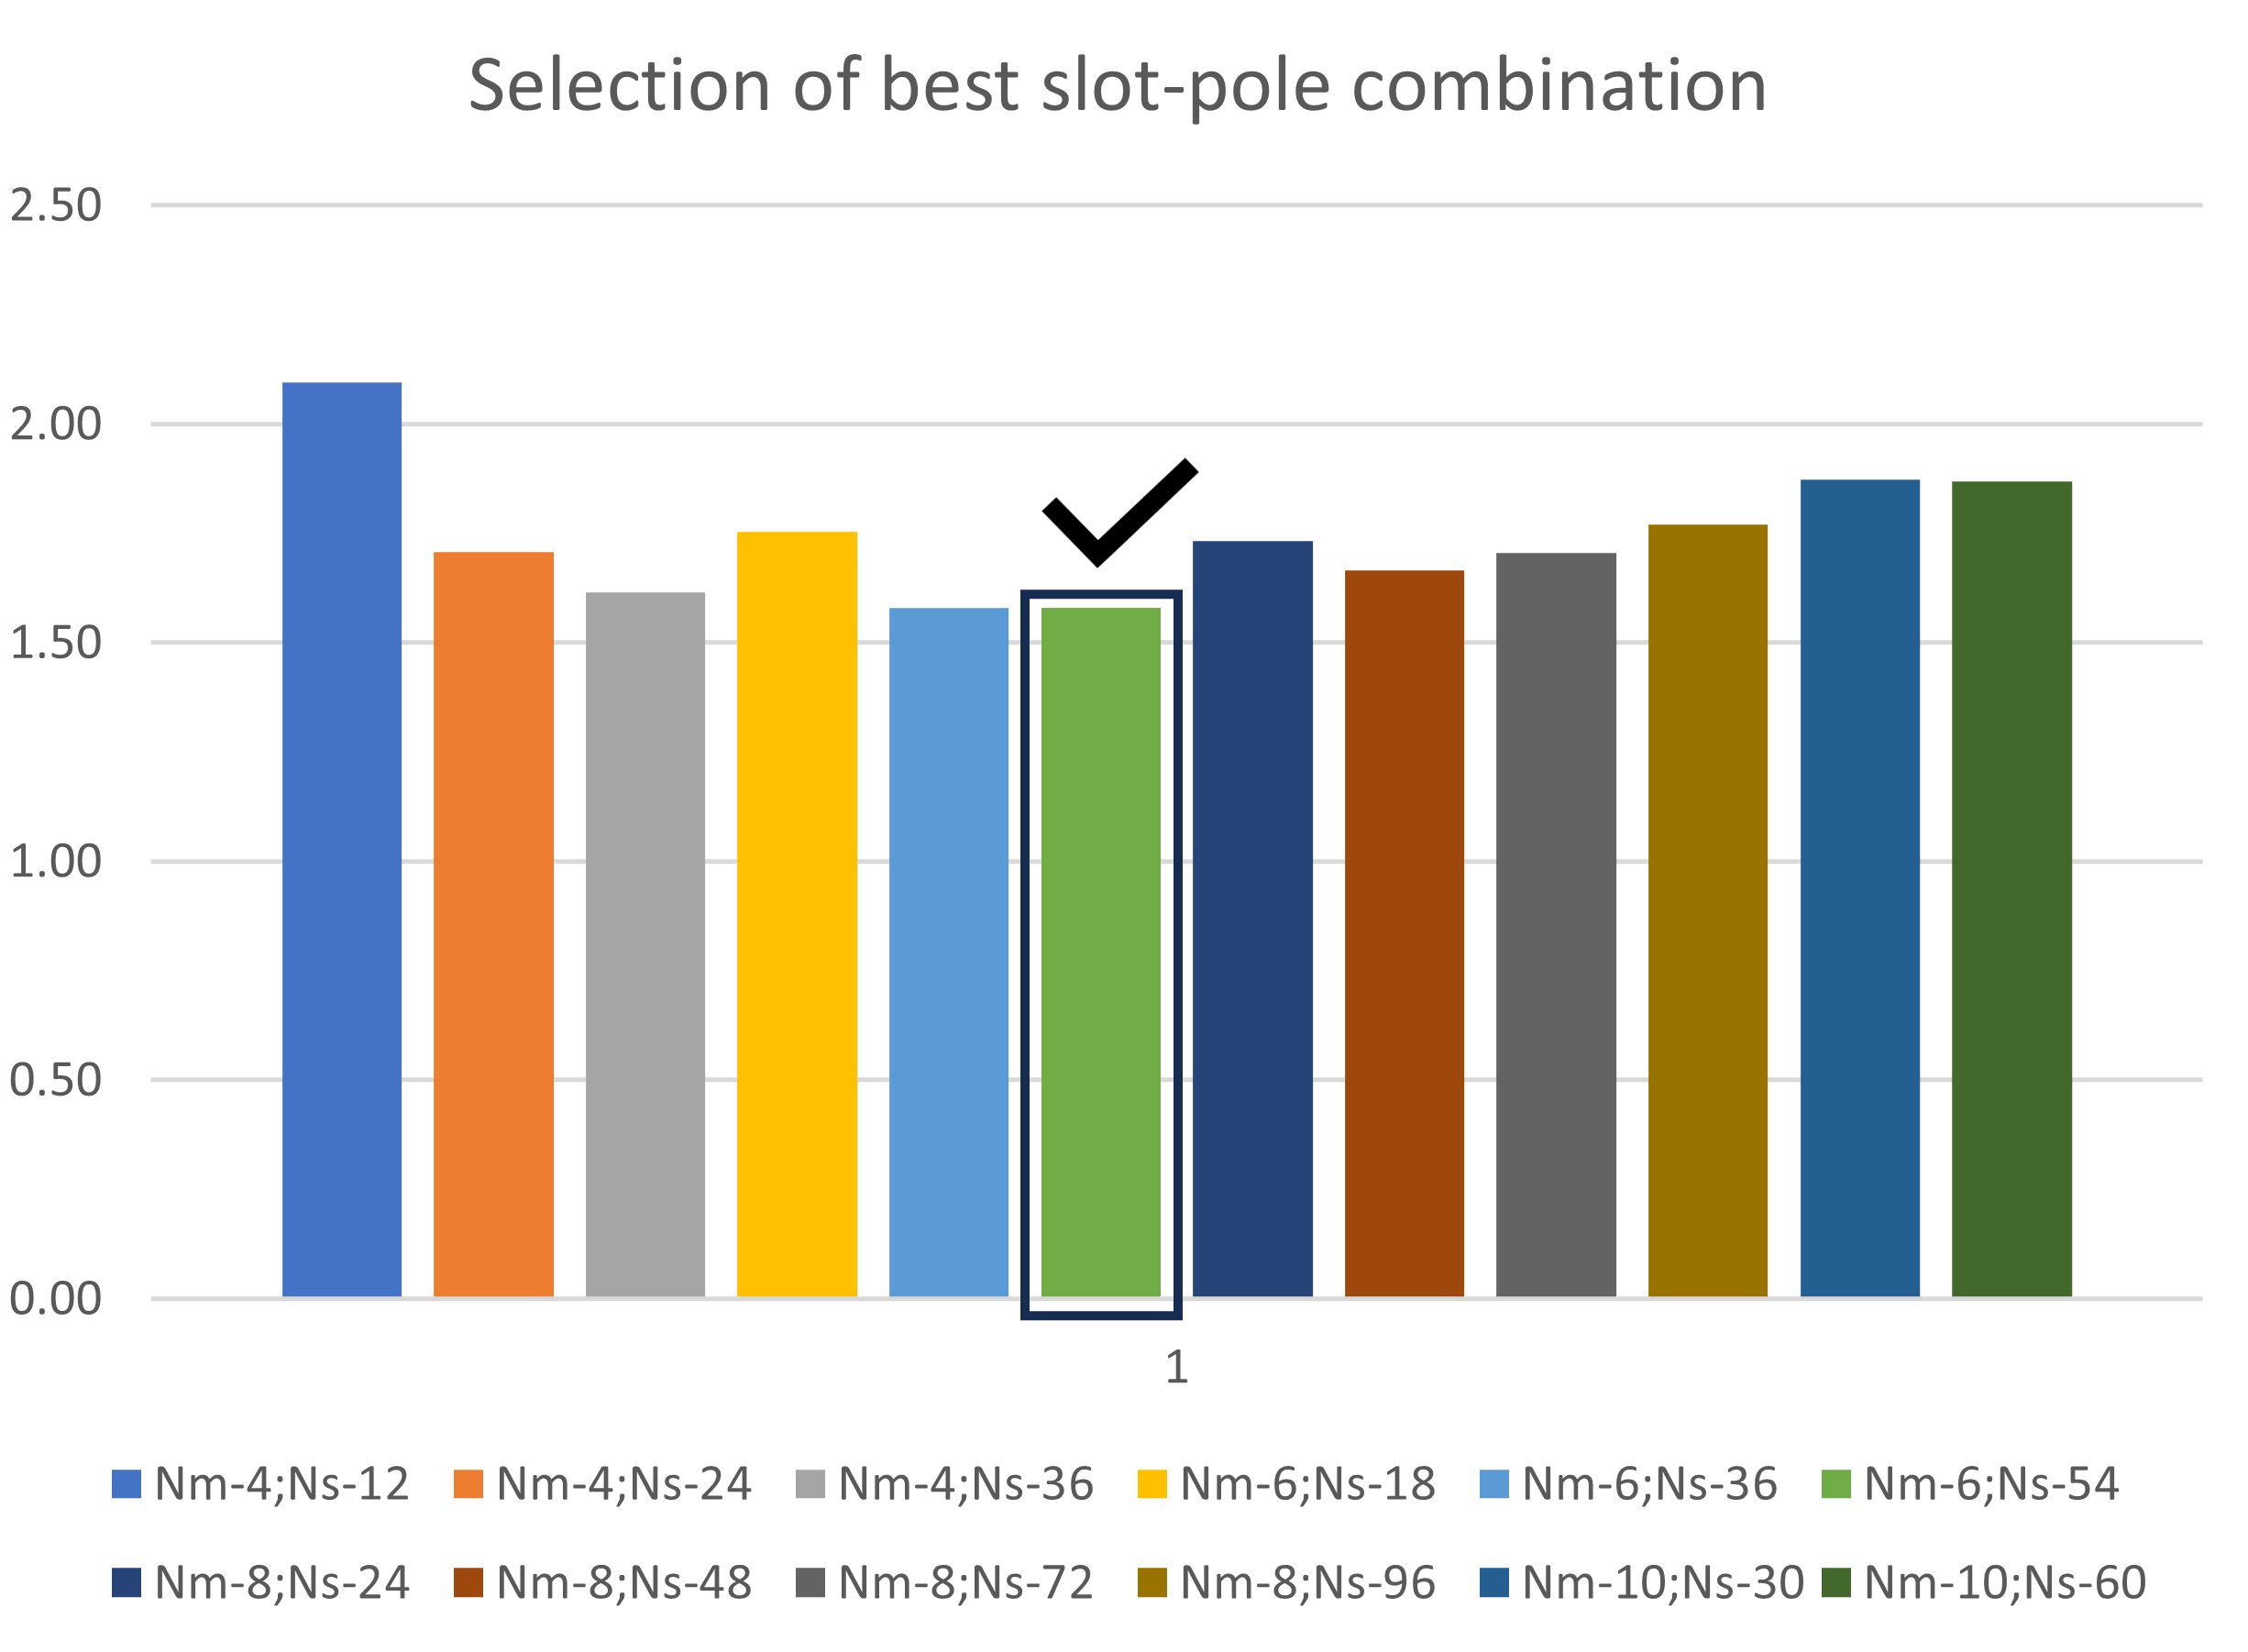 Selection of best slot-pole combination
2.50
2.00
1.50
1.00
0.50
0.00
1
Nm-4;Ns-12 Nm-4;Ns-24 Nm-4;Ns-36 Nm-6;Ns-18 Nm-6;Ns-36 Nm-6;Ns-54
Nm-8;Ns-24 Nm-8;Ns-48 Nm-8;Ns-72 Nm-8;Ns-96 Nm-10;Ns-30 Nm-10;Ns-60